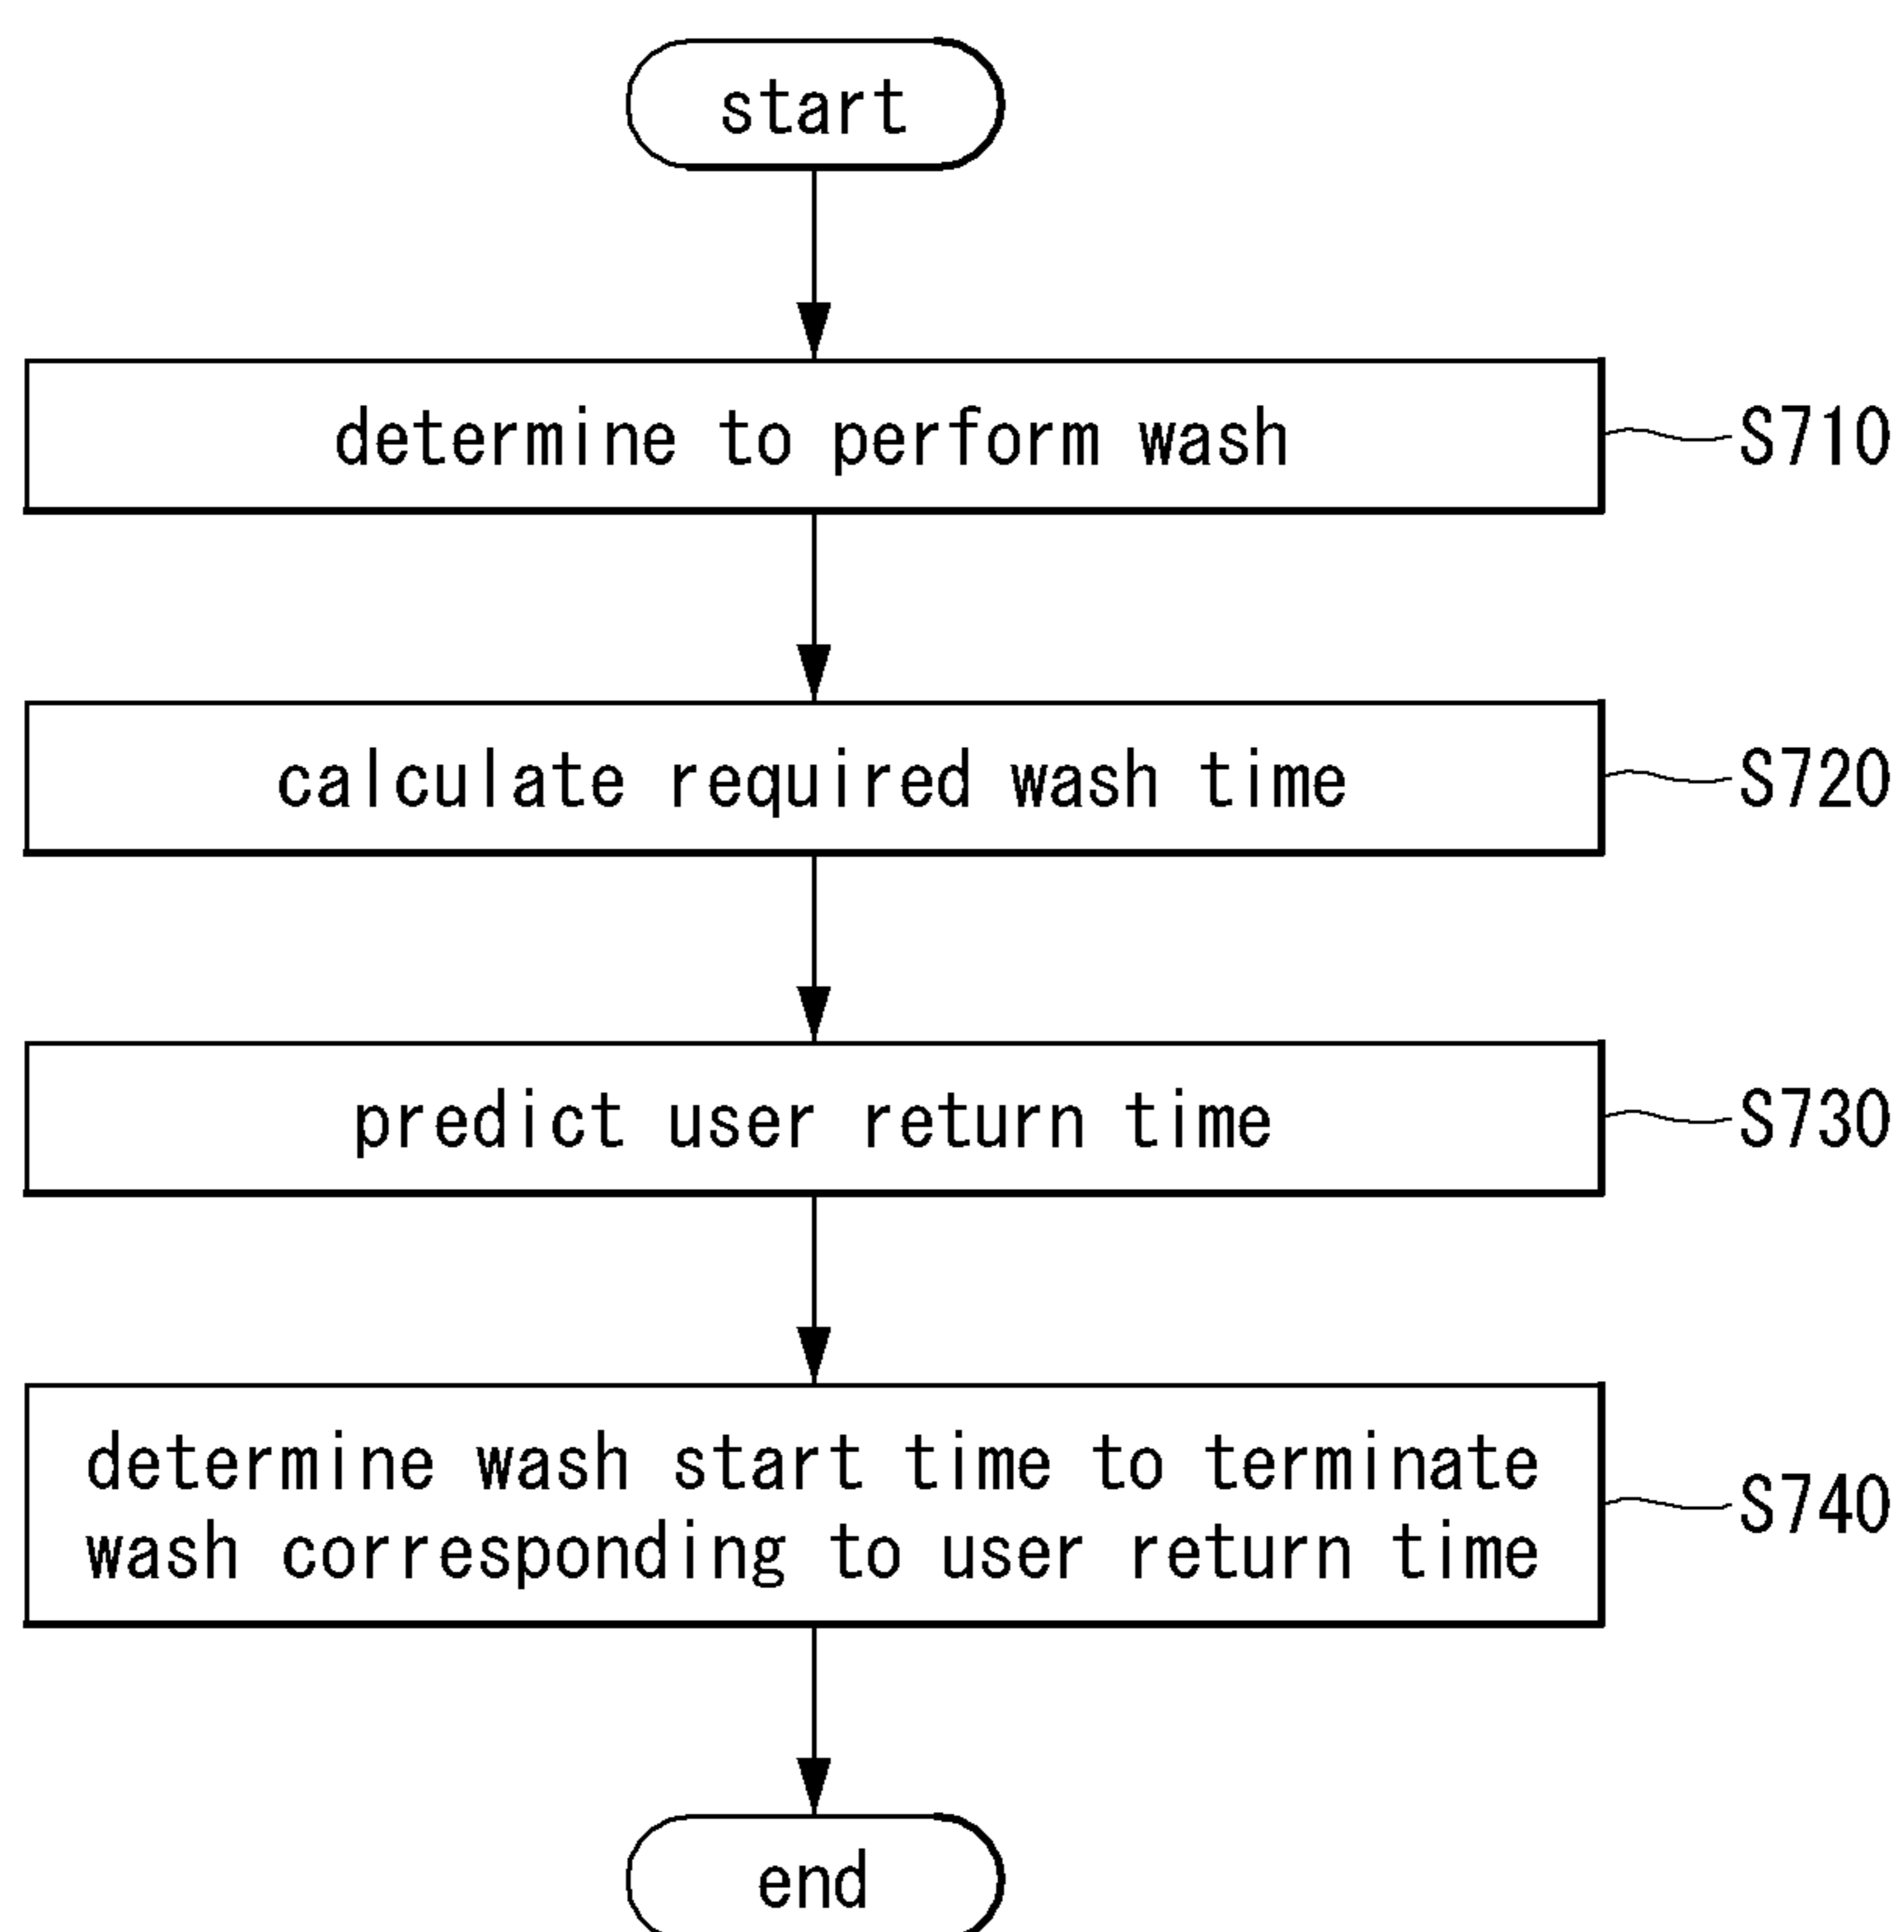 start
determine to perform wash
S710
calculate required wash time
S720
predict user return time
S730
determine wash start time to terminate
wash corresponding to user return time
S740
end